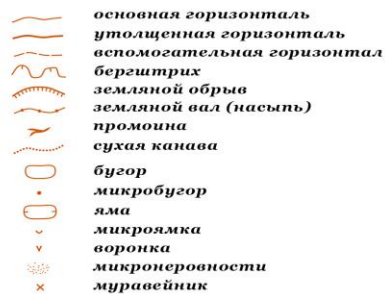 основная горизонталь
утолщенная горизонталь
вспомогательная горизонтал
бергштрих
земляной обрыв
земляной вал (насыпь)
промоина
сухая канава
бугор
микробугор
яма
микроямка
воронка
микронеровности
муравейник